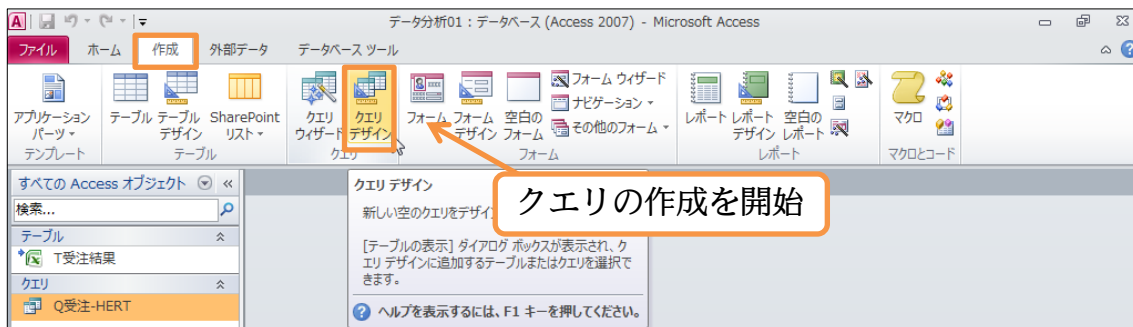 データ分析01：データベース (Access 2007) - Microsoft Access
ファイル ホーム 作成 外部データ データベース ツール
アプリケーション パーツ テーブル テーブル デザイン SharePoint リスト クエリ ウィザード クエリ デザイン フォーム フォーム デザイン 空白の フォーム フォーム ウィザード レポート レポート デザイン 空白の レポート マクロ
ナビゲーション
その他のフォーム
テンプレート テーブル クエリ フォーム レポート マクロとコード
すべての Access オブジェクト
検索...
テーブル
T受注結果
クエリ
Q受注-HERT
クエリ デザイン
新しい空のクエリをデザイン
[テーブルの表示] ダイアログ ボックスが表示され、ク
エリ デザインに追加するテーブルまたはクエリを選択で
きます。
ヘルプを表示するには、F1 キーを押してください。
クエリの作成を開始